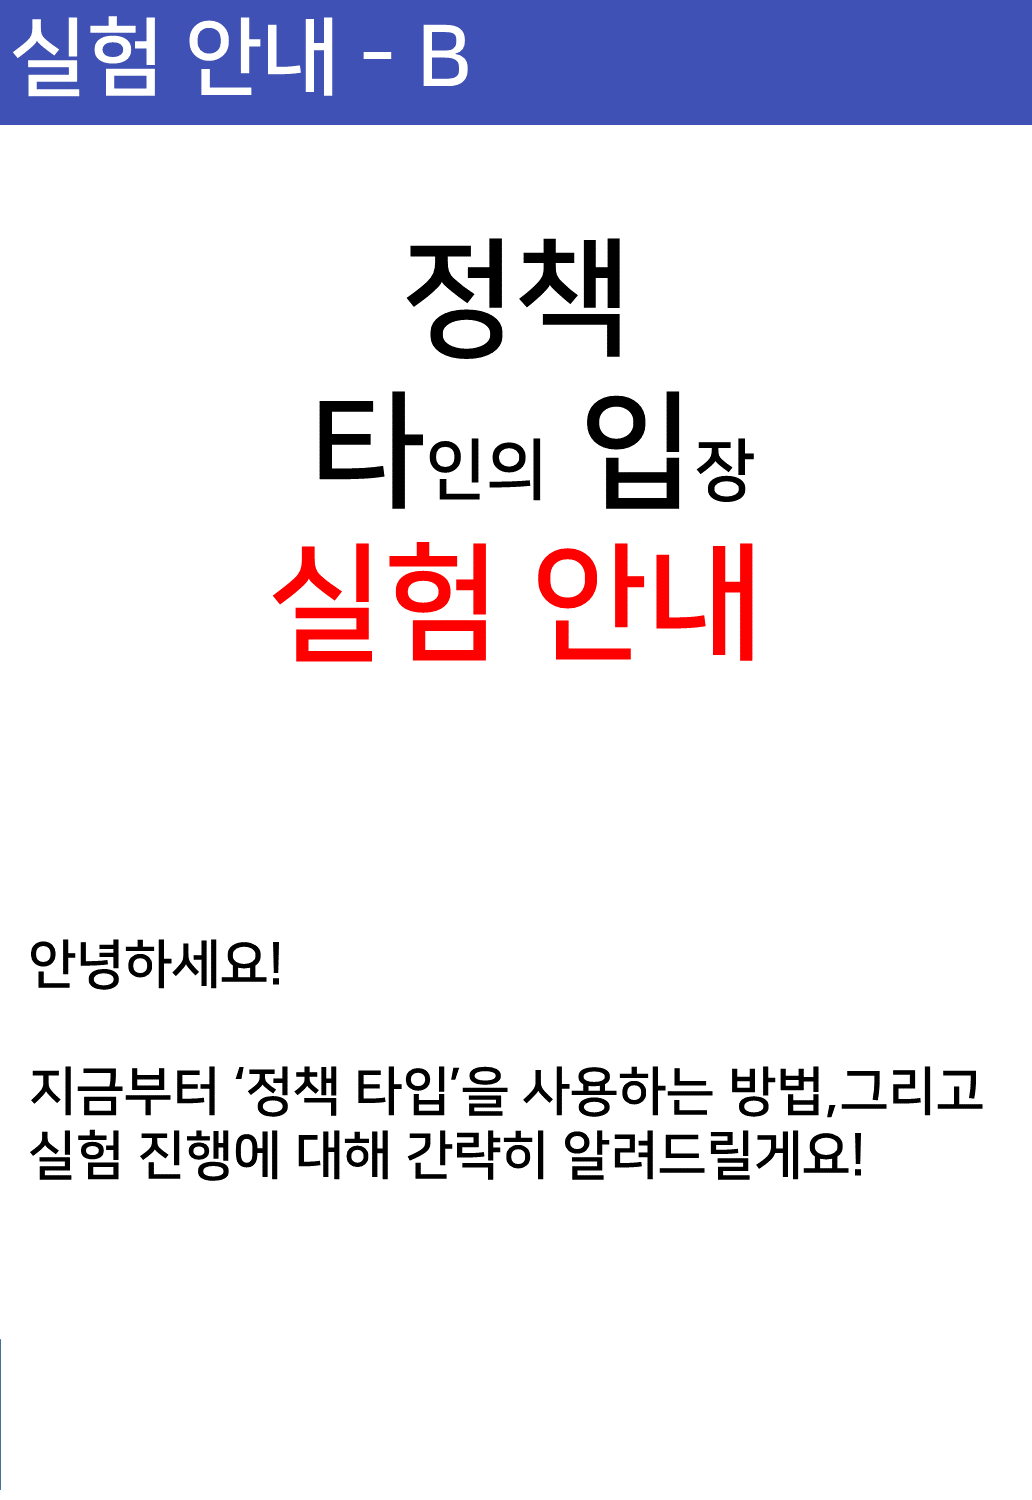 실험 안내 - B
정책
타인의 입장
실험 안내
안녕하세요!
지금부터 ‘정책 타입’을 사용하는 방법,그리고
실험 진행에 대해 간략히 알려드릴게요!